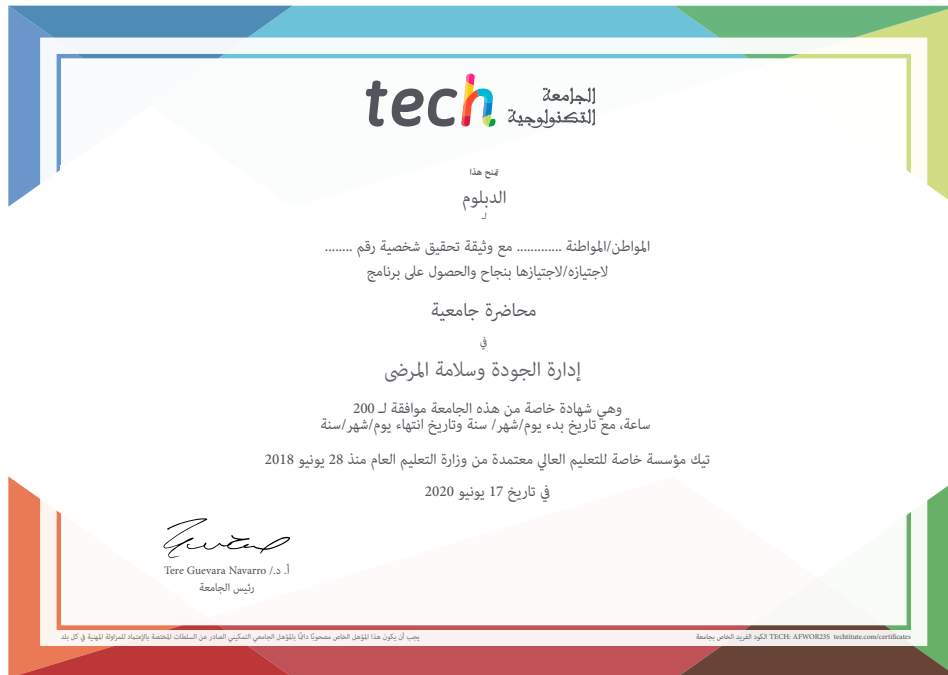 tech الجامعة
التكنولوجية
يمنح هذا
الدبلوم
لـ
المواطن/المواطنة ............. مع وثيقة تحقيق شخصية رقم ........
لاجتيازه/لاجتيازها بنجاح والحصول على برنامج
محاضرة جامعية
في
إدارة الجودة وسلامة المرضى
وهي شهادة خاصة من هذه الجامعة موافقة لـ 200
ساعة، مع تاريخ بدء يوم/شهر/ سنة وتاريخ انتهاء يوم/شهر/سنة
تيك مؤسسة خاصة للتعليم العالي معتمدة من وزارة التعليم العام منذ 28 يونيو 2018
في تاريخ 17 يونيو 2020
أ. د./ Tere Guevara Navarro
رئيس الجامعة
يجب أن يكون هذا المؤهل الخاص مصحوبًا دائمًا بالمؤهل الجامعي التمكيني الصادر عن السلطات المختصة بالإعتماد للمزاولة المهنية في كل بلد
الكود الفريد الخاص بجامعة TECH: AFWOR23S techtitute.com/certificates